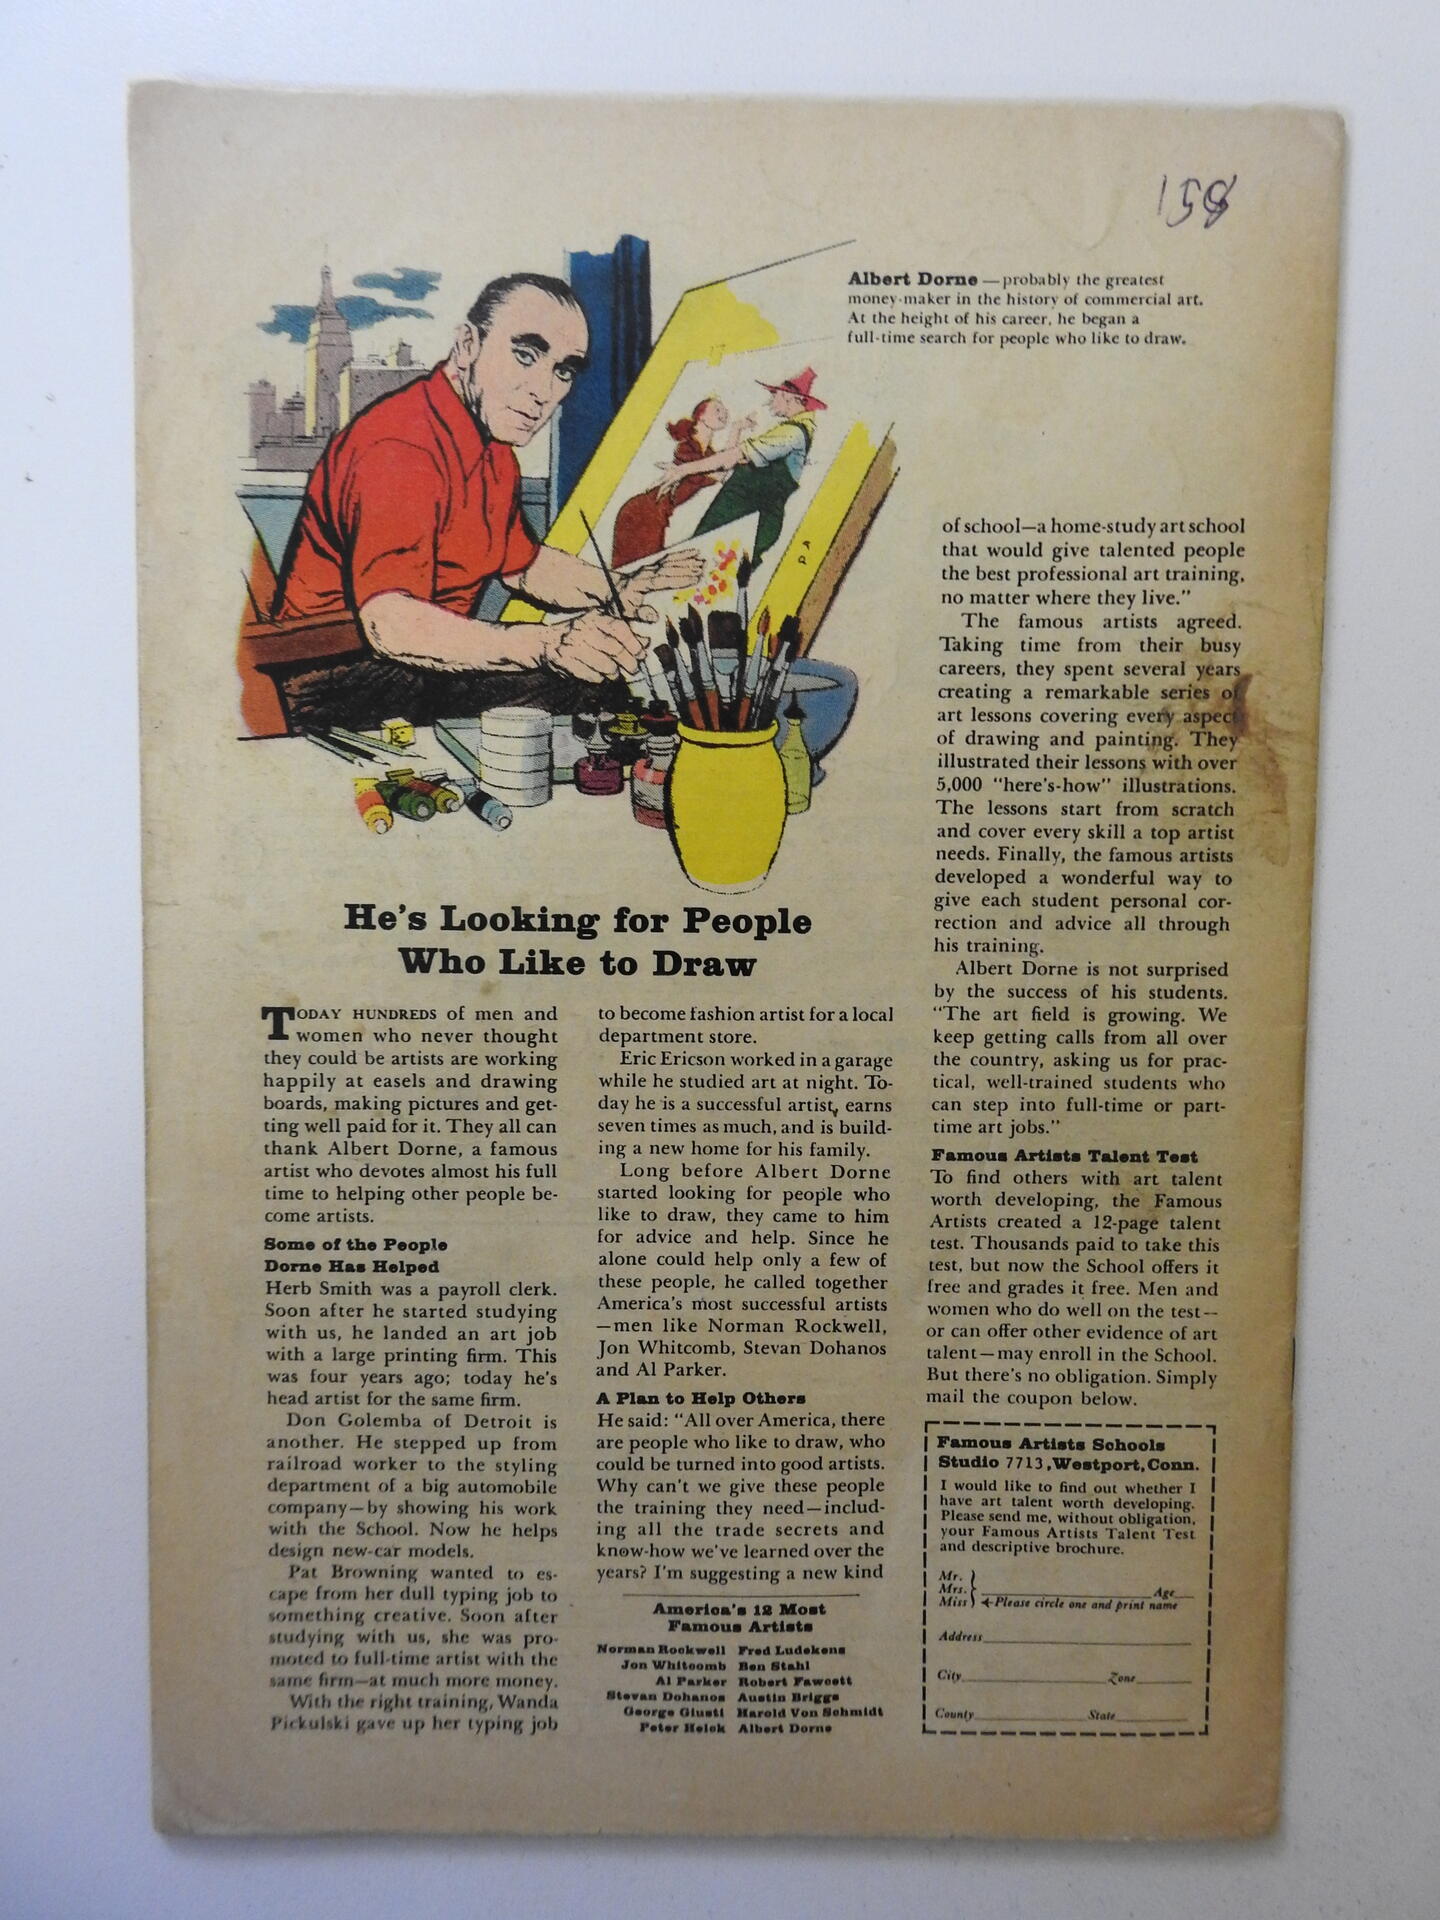 158
Albert Dorne — probably the greatest
money-maker in the history of commercial art.
At the height of his career, he began a
full-time search for people who like to draw.
He's Looking for People
Who Like to Draw
TODAY HUNDREDS of men and
women who never thought
they could be artists are working
happily at easels and drawing
boards, making pictures and get-
ting well paid for it. They all can
thank Albert Dorne, a famous
artist who devotes almost his full
time to helping other people be-
come artists.
Some of the People
Dorne Has Helped
Herb Smith was a payroll clerk.
Soon after he started studying
with us, he landed an art job
with a large printing firm. This
was four years ago; today he's
head artist for the same firm.
Don Golemba of Detroit is
another. He stepped up from
railroad worker to the styling
department of a big automobile
company—by showing his work
with the School. Now he helps
design new-car models.
Pat Browning wanted to es-
cape from her dull typing job to
something creative. Soon after
studying with us, she was pro-
moted to full-time artist with the
same firm—at much more money.
With the right training, Wanda
Pickulski gave up her typing job
to become fashion artist for a local
department store.
Eric Ericson worked in a garage
while he studied art at night. To-
day he is a successful artist, earns
seven times as much, and is build-
ing a new home for his family.
Long before Albert Dorne
started looking for people who
like to draw, they came to him
for advice and help. Since he
alone could help only a few of
these people, he called together
America's most successful artists
—men like Norman Rockwell,
Jon Whitcomb, Stevan Dohanos
and Al Parker.
A Plan to Help Others
He said: "All over America, there
are people who like to draw, who
could be turned into good artists.
Why can't we give these people
the training they need—includ-
ing all the trade secrets and
know-how we've learned over the
years? I'm suggesting a new kind
America's 12 Most
Famous Artists
Norman Rockwell Fred Ludekens
Jon Whitcomb Ben Stahl
Al Parker Robert Fawcett
Stevan Dohanos Austin Briggs
George Giusti Harold Von Schmidt
Peter Helck Albert Dorne
of school—a home-study art school
that would give talented people
the best professional art training,
no matter where they live."
The famous artists agreed.
Taking time from their busy
careers, they spent several years
creating a remarkable series of
art lessons covering every aspect
of drawing and painting. They
illustrated their lessons with over
5,000 "here's-how" illustrations.
The lessons start from scratch
and cover every skill a top artist
needs. Finally, the famous artists
developed a wonderful way to
give each student personal cor-
rection and advice all through
his training.
Albert Dorne is not surprised
by the success of his students.
"The art field is growing. We
keep getting calls from all over
the country, asking us for prac-
tical, well-trained students who
can step into full-time or part-
time art jobs."
Famous Artists Talent Test
To find others with art talent
worth developing, the Famous
Artists created a 12-page talent
test. Thousands paid to take this
test, but now the School offers it
free and grades it free. Men and
women who do well on the test--
or can offer other evidence of art
talent—may enroll in the School.
But there's no obligation. Simply
mail the coupon below.
Famous Artists Schools
Studio 7713, Westport, Conn.
I would like to find out whether I
have art talent worth developing.
Please send me, without obligation,
your Famous Artists Talent Test
and descriptive brochure.
Mr.
Mrs. Age
Miss Please circle one and print name
Address
City Zone
County State